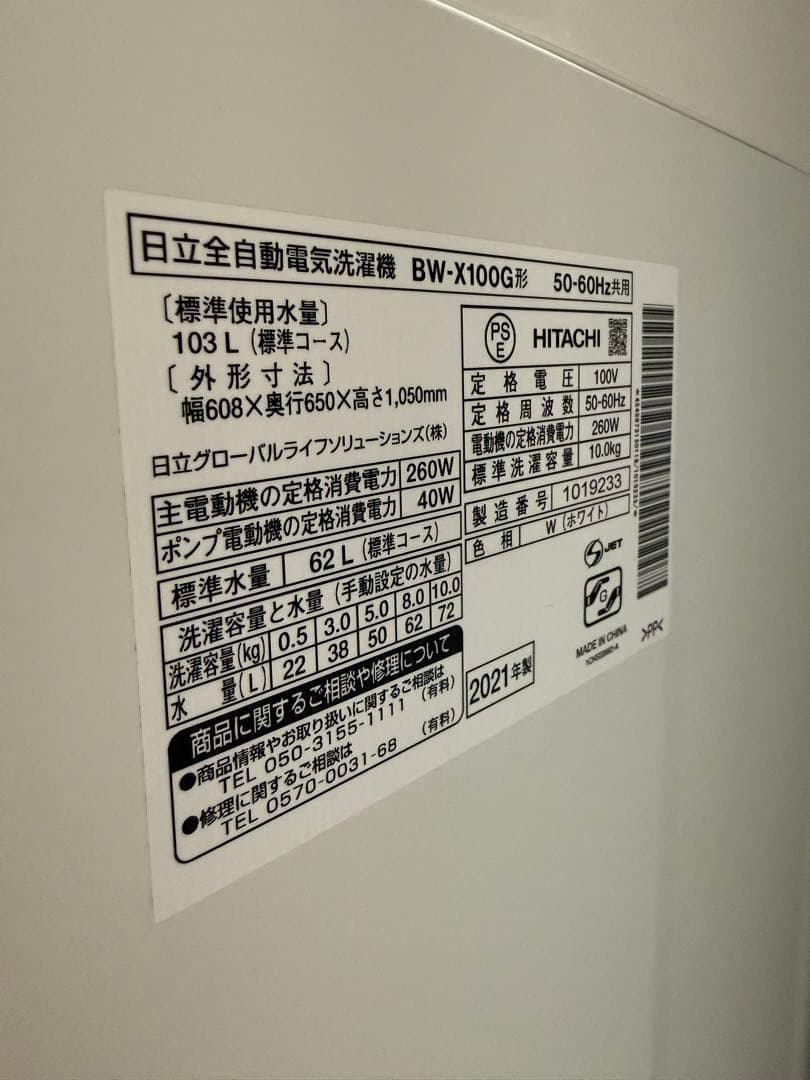 日立全自動電気洗濯機 BW-X100G形 50-60Hz共用
〔標準使用水量〕
103 L (標準コース)
〔外形寸法〕
幅608×奥行650×高さ1,050mm
日立グローバルライフソリューションズ(株)
主電動機の定格消費電力 260W
ポンプ電動機の定格消費電力 40W
標準水量 62 L (標準コース)
洗濯容量と水量 (手動設定の水量)
洗濯容量(kg) 0.5 3.0 5.0 8.0 10.0
水量(L) 22 38 50 62 72
商品に関するご相談や修理について
●商品情報やお取り扱いに関するご相談は
TEL 050-3155-1111 (有料)
●修理に関するご相談は
TEL 0570-0031-68 (有料)
PS
E
HITACHI
定格電圧 100V
定格周波数 50-60Hz
電動機の定格消費電力 260W
標準洗濯容量 10.0kg
製造番号 1019233
色相 W (ホワイト)
JET
G
MADE IN CHINA
>PP<
2021年製